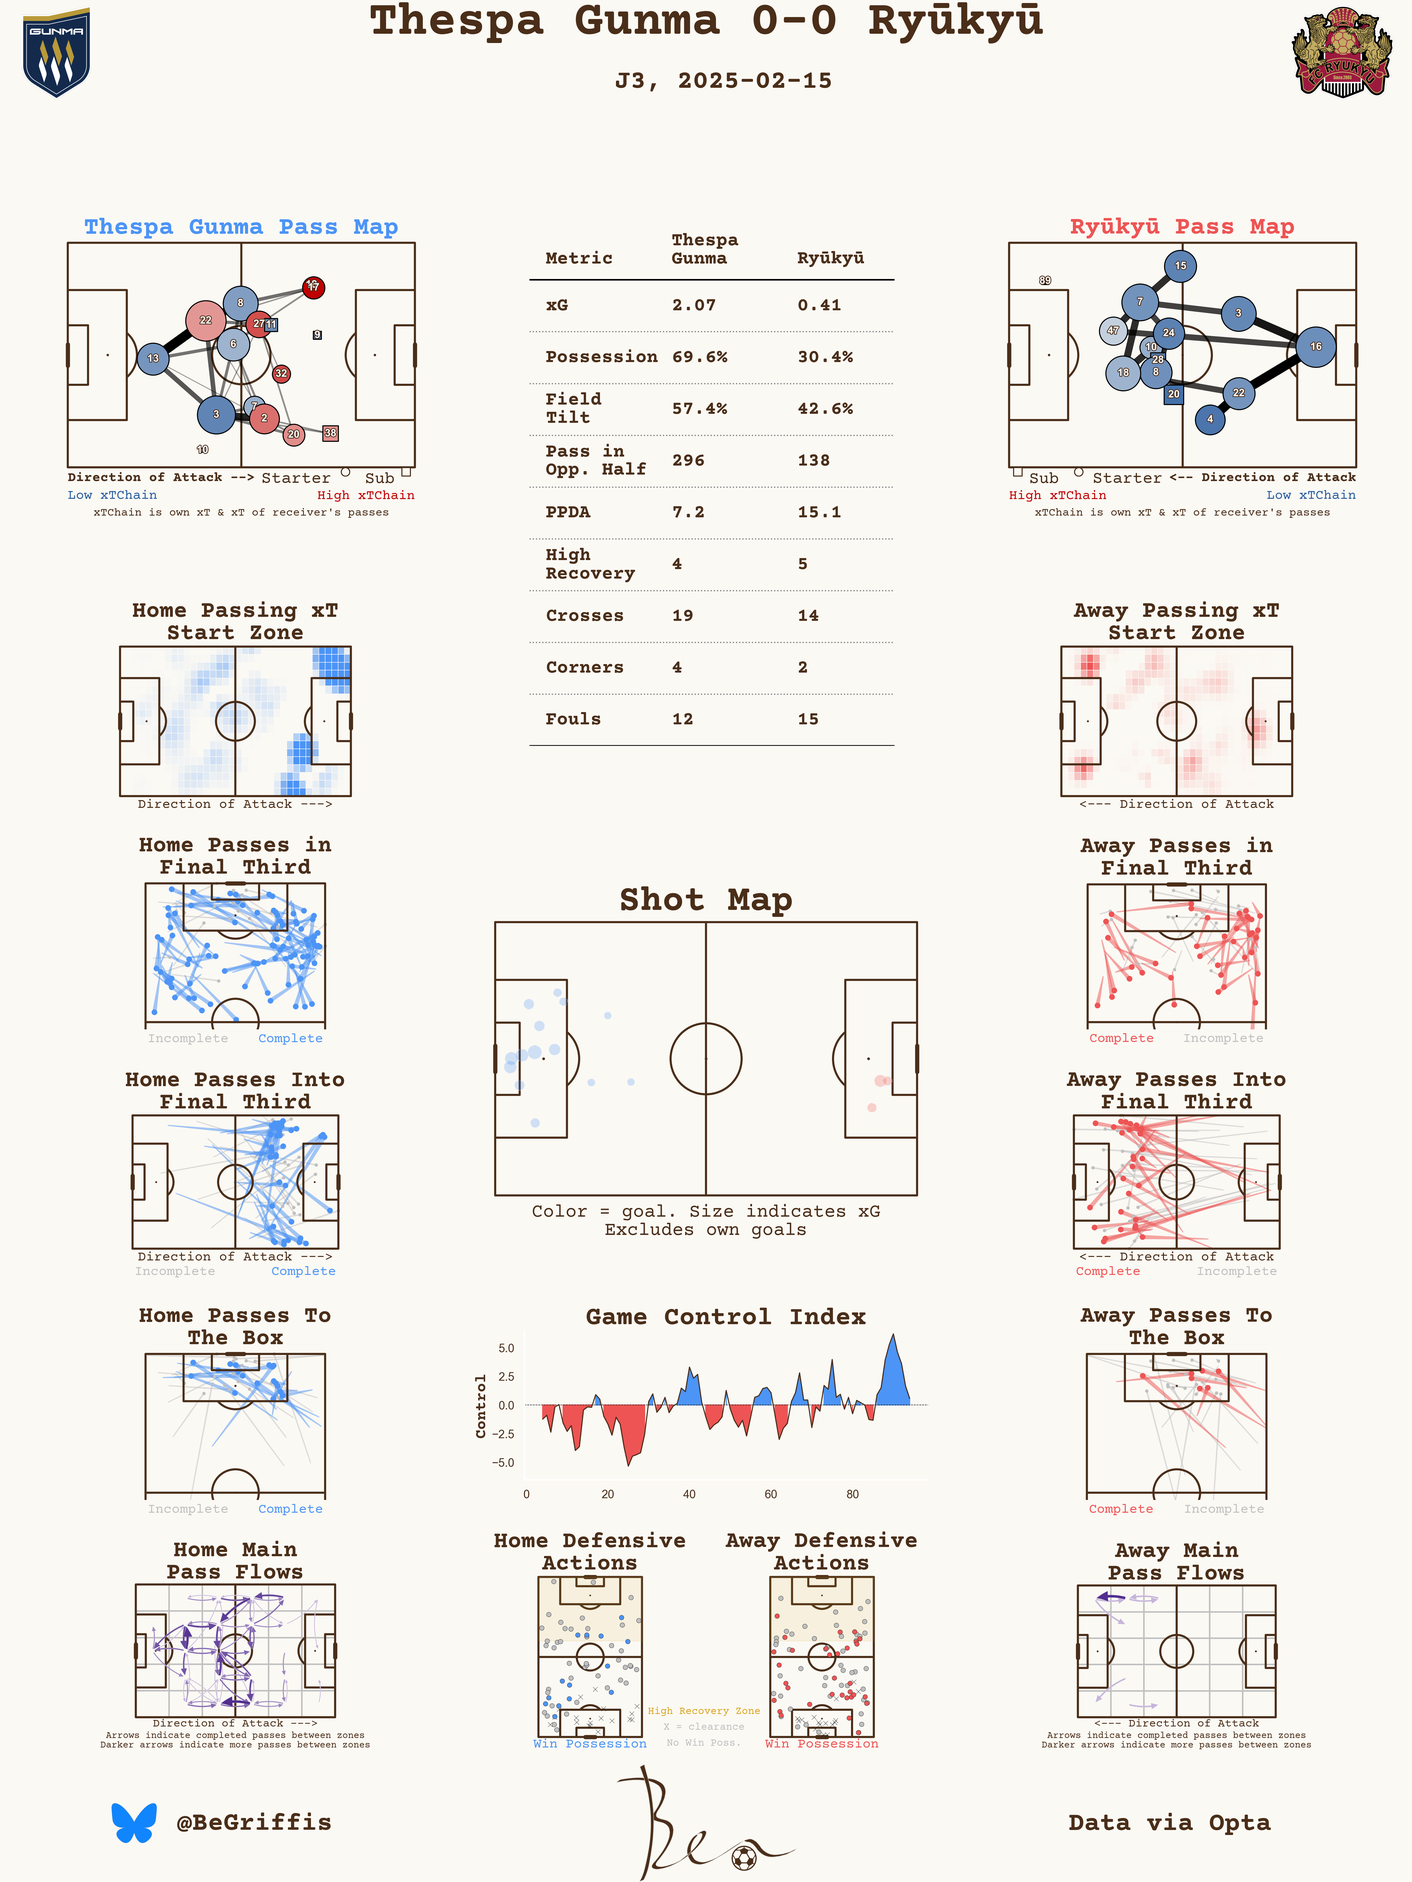 Thespa Gunma 0-0 Ryūkyū
J3, 2025-02-15
GUNMA
FC RYUKYU
Since 2003
Thespa Gunma Pass Map
8
17
22
27
11
9
6
13
32
7
3
2
20
38
10
Direction of Attack --> Starter Sub
Low xTChain High xTChain
xTChain is own xT & xT of receiver's passes
Metric Thespa Gunma Ryūkyū
xG 2.07 0.41
Possession 69.6% 30.4%
Field Tilt 57.4% 42.6%
Pass in Opp. Half 296 138
PPDA 7.2 15.1
High Recovery 4 5
Crosses 19 14
Corners 4 2
Fouls 12 15
Ryūkyū Pass Map
15
89
7
3
47
24
10
16
28
18
8
20
22
4
Sub Starter <-- Direction of Attack
High xTChain Low xTChain
xTChain is own xT & xT of receiver's passes
Home Passing xT
Start Zone
Direction of Attack --->
Away Passing xT
Start Zone
<--- Direction of Attack
Home Passes in
Final Third
Incomplete Complete
Away Passes in
Final Third
Complete Incomplete
Shot Map
Color = goal. Size indicates xG
Excludes own goals
Home Passes Into
Final Third
Direction of Attack --->
Incomplete Complete
Away Passes Into
Final Third
<--- Direction of Attack
Complete Incomplete
Home Passes To
The Box
Incomplete Complete
Game Control Index
Control
5.0
2.5
0.0
−2.5
−5.0
0 20 40 60 80
Away Passes To
The Box
Complete Incomplete
Home Main
Pass Flows
Direction of Attack --->
Arrows indicate completed passes between zones
Darker arrows indicate more passes between zones
Home Defensive
Actions
Win Possession
High Recovery Zone
X = clearance
No Win Poss.
Away Defensive
Actions
Win Possession
Away Main
Pass Flows
<--- Direction of Attack
Arrows indicate completed passes between zones
Darker arrows indicate more passes between zones
@BeGriffis
Ben
Data via Opta